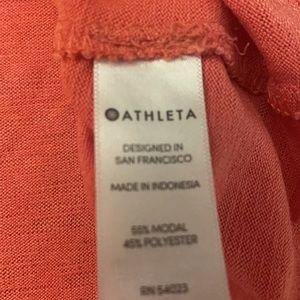 ATHLETA
DESIGNED IN
SAN FRANCISCO
MADE IN INDONESIA
55% MODAL
45% POLYESTER
RN 54023